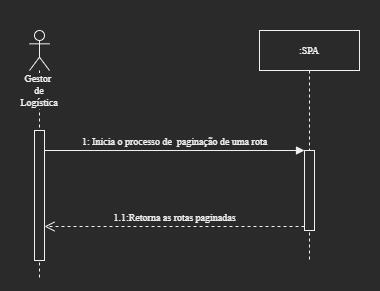 :SPA
Gestor
de
Logística
1: Inicia o processo de paginação de uma rota
1.1:Retorna as rotas paginadas